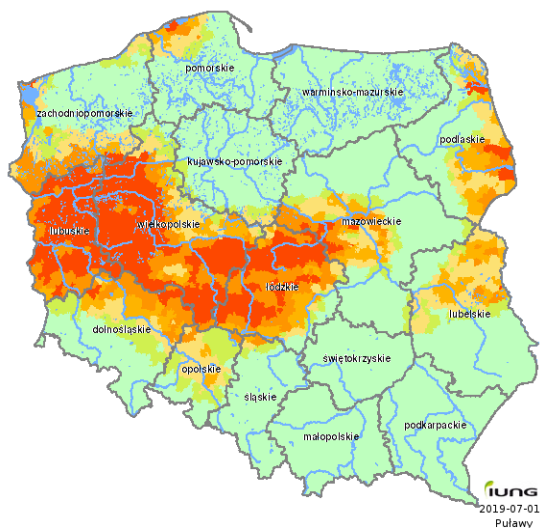 pomorskie
warmińsko-mazurskie
zachodniopomorskie
podlaskie
kujawsko-pomorskie
mazowieckie
wielkopolskie
lubuskie
łódzkie
lubelskie
dolnośląskie
świętokrzyskie
opolskie
śląskie
podkarpackie
małopolskie
IUNG
2019-07-01
Puławy